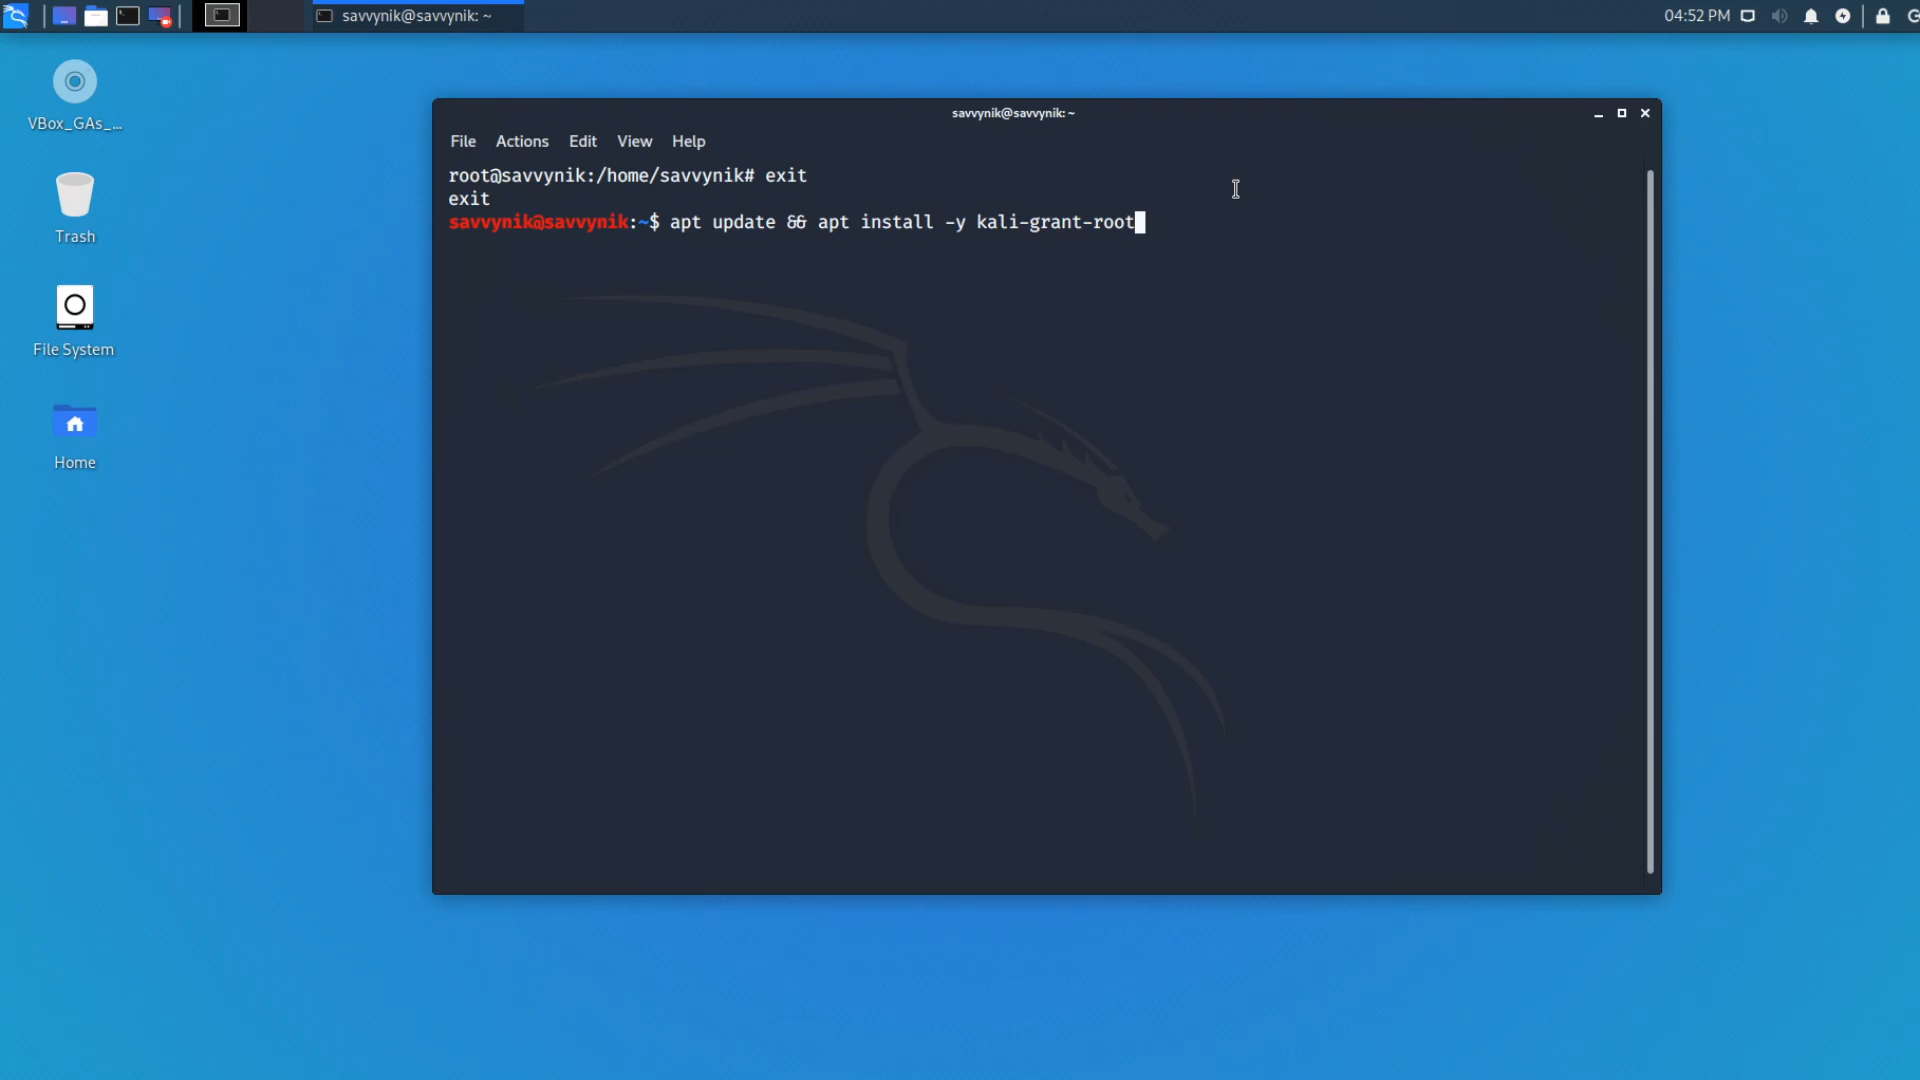 savvynik@savvynik: ~
04:52 PM
VBox_GAs_...
Trash
File System
Home
savvynik@savvynik: ~
File Actions Edit View Help
root@savvynik:/home/savvynik# exit
exit
savvynik@savvynik:~$ apt update && apt install -y kali-grant-root